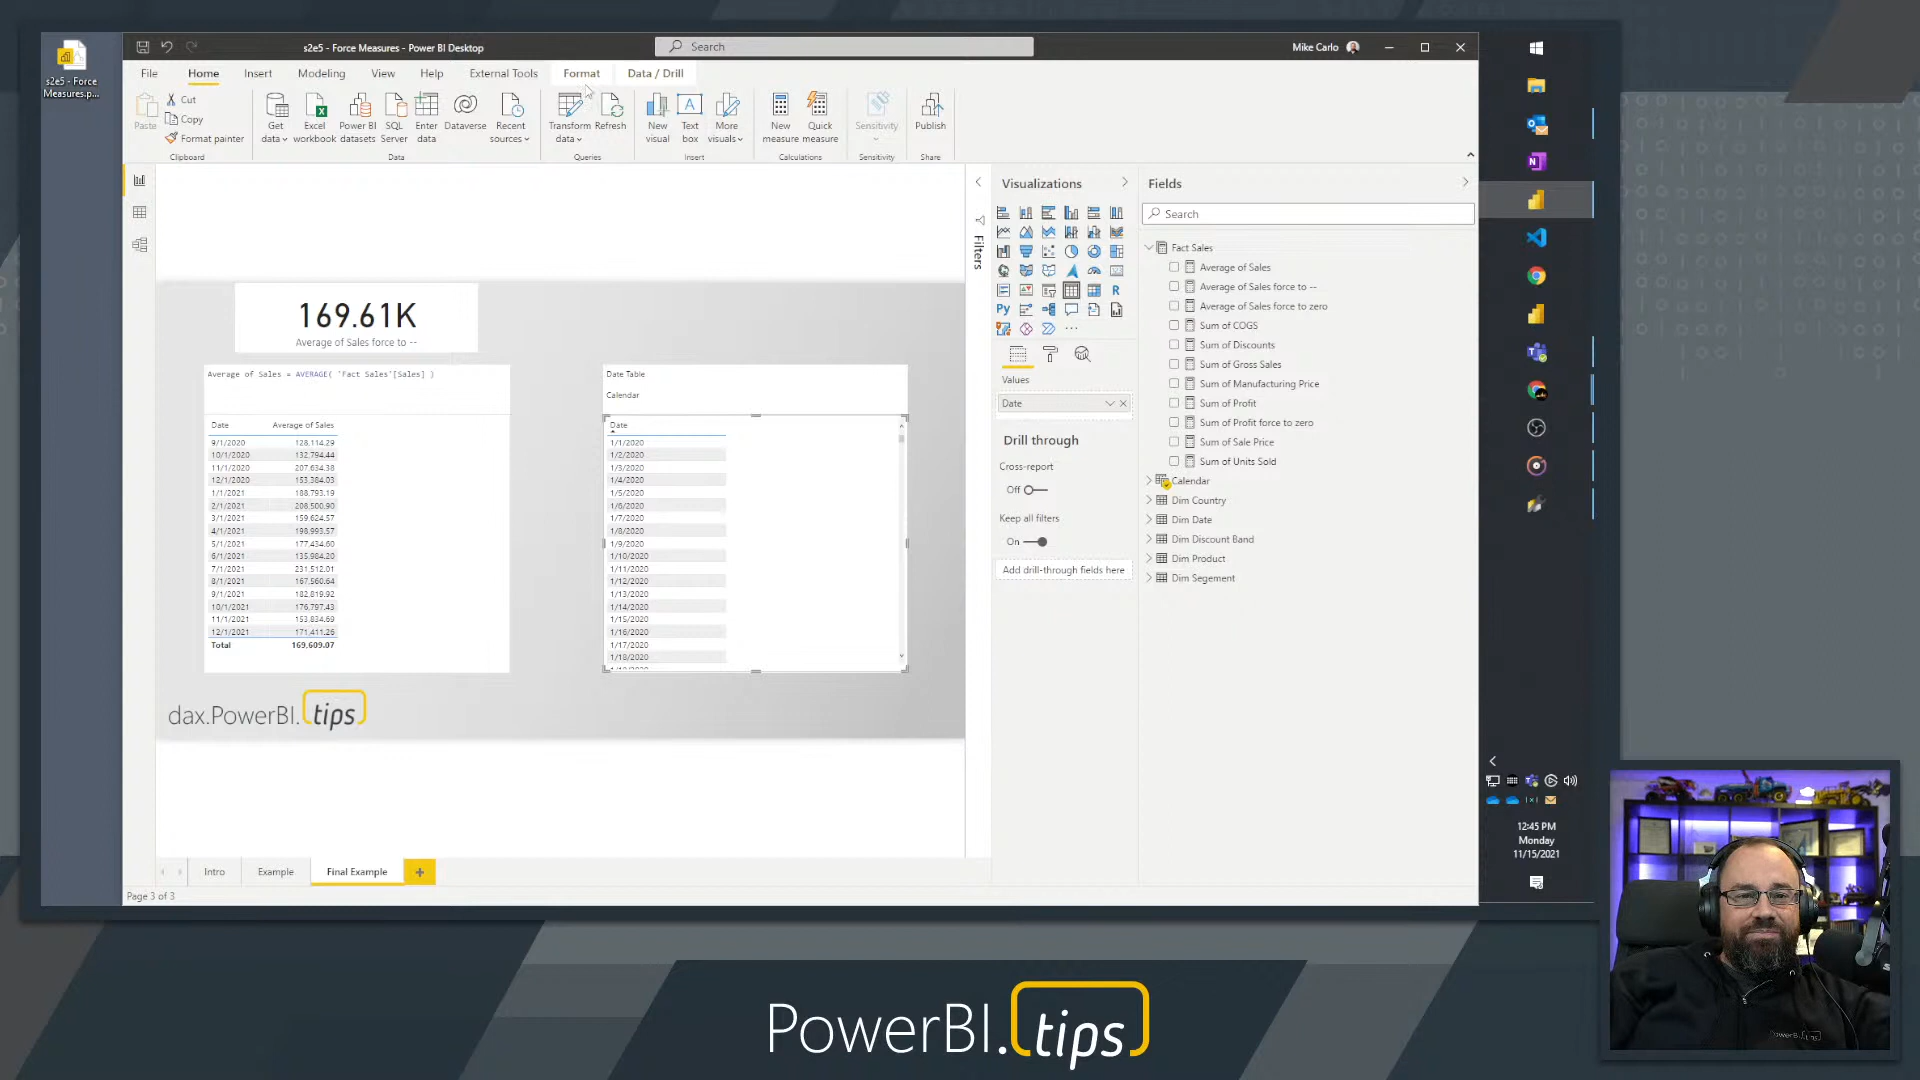 s2e5 - Force
Measures.p...
s2e5 - Force Measures - Power BI Desktop
Search
Mike Carlo
File
Home
Insert
Modeling
View
Help
External Tools
Format
Data / Drill
Paste
Cut
Copy
Format painter
Clipboard
Get
data
Excel
workbook
Power BI
datasets
SQL
Server
Enter
data
Dataverse
Recent
sources
Data
Transform
data
Refresh
Queries
New
visual
Text
box
More
visuals
Insert
New
measure
Quick
measure
Calculations
Sensitivity
Sensitivity
Publish
Share
169.61K
Average of Sales force to --
Average of Sales = AVERAGE( 'Fact Sales'[Sales] )
Date Average of Sales
9/1/2020 128,114.29
10/1/2020 132,794.44
11/1/2020 207,634.38
12/1/2020 153,384.03
1/1/2021 188,793.19
2/1/2021 208,500.90
3/1/2021 159,624.57
4/1/2021 198,993.57
5/1/2021 177,434.60
6/1/2021 135,984.20
7/1/2021 231,512.01
8/1/2021 167,560.64
9/1/2021 182,819.92
10/1/2021 176,797.43
11/1/2021 153,834.69
12/1/2021 171,411.26
Total 169,609.07
Date Table
Calendar
Date
1/1/2020
1/2/2020
1/3/2020
1/4/2020
1/5/2020
1/6/2020
1/7/2020
1/8/2020
1/9/2020
1/10/2020
1/11/2020
1/12/2020
1/13/2020
1/14/2020
1/15/2020
1/16/2020
1/17/2020
1/18/2020
dax.PowerBI.tips
Intro
Example
Final Example
+
Page 3 of 3
Filters
Visualizations
R
Py
Values
Date
Drill through
Cross-report
Off
Keep all filters
On
Add drill-through fields here
Fields
Search
Fact Sales
Average of Sales
Average of Sales force to --
Average of Sales force to zero
Sum of COGS
Sum of Discounts
Sum of Gross Sales
Sum of Manufacturing Price
Sum of Profit
Sum of Profit force to zero
Sum of Sale Price
Sum of Units Sold
Calendar
Dim Country
Dim Date
Dim Discount Band
Dim Product
Dim Segement
12:45 PM
Monday
11/15/2021
PowerBI.tips